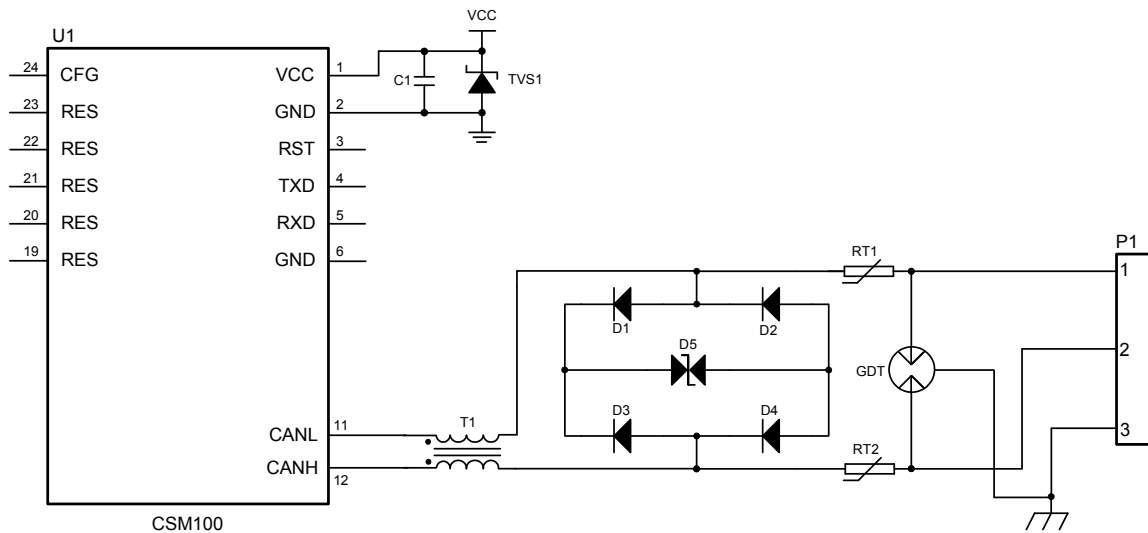 U1
VCC
24 CFG VCC 1
C1
TVS1
23 RES GND 2
22 RES RST 3
21 RES TXD 4
20 RES RXD 5
19 RES GND 6
P1
RT1
1
D1
D2
D5
2
GDT
T1
D3
D4
CANL 11
3
RT2
CANH 12
CSM100